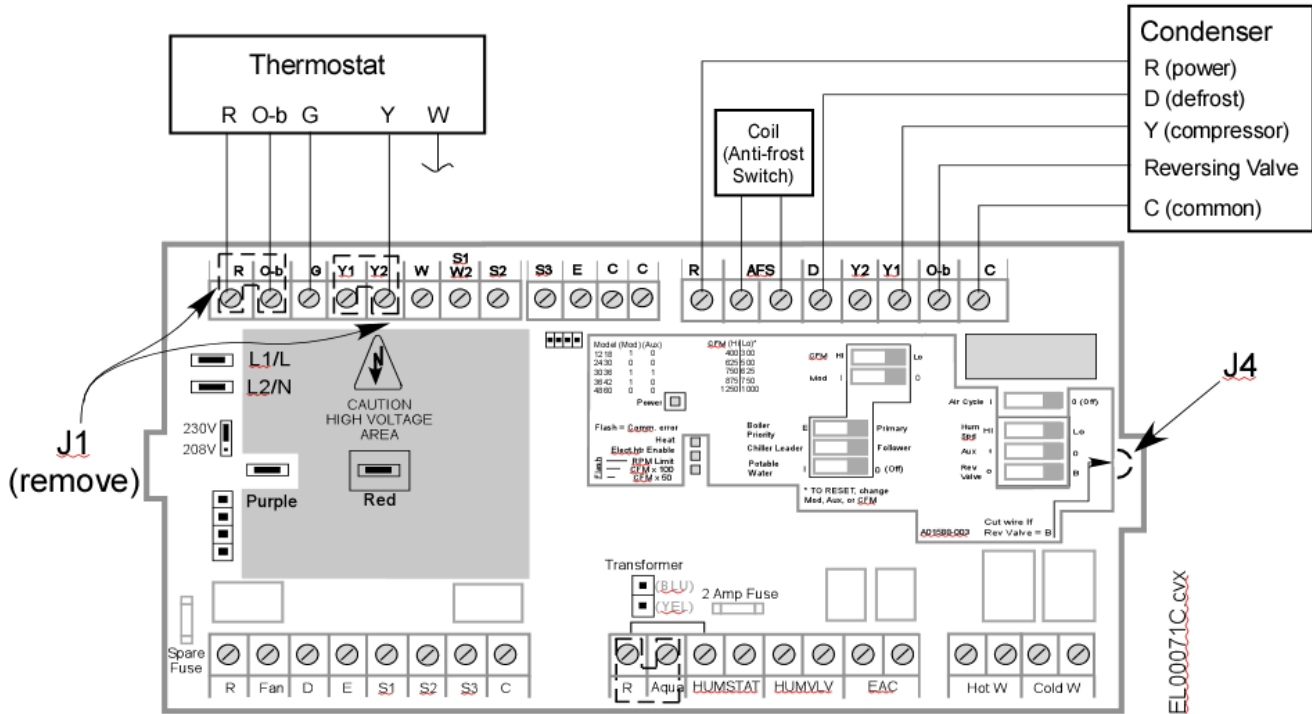 Thermostat
R O-b G Y W
Condenser
R (power)
D (defrost)
Y (compressor)
Reversing Valve
C (common)
Coil
(Anti-frost
Switch)
R O-b G Y1 Y2 W S1 W2 S2 S3 E C C
R AFS D Y2 Y1 O-b C
J1
(remove)
L1/L
L2/N
230V
208V
Purple
CAUTION
HIGH VOLTAGE
AREA
Red
Model (Mod) (Aux) CFM (Hi Lo)*
1218 1 0 400 300
2430 0 0 625 500
3036 1 1 750 625
3642 1 0 875 750
4860 0 0 1250 1000
Power
Flash = Comm. error
Heat
Elect.htr Enable
Flash
RPM Limit
CFM x 100
CFM x 50
CFM HI Lo
Mod I O
Boiler Priority E Primary
Chiller Leader Follower
Potable Water I 0 (Off)
* TO RESET, change
Mod, Aux, or CFM
Air Cycle I 0 (Off)
Hum Spd HI Lo
Aux I O
Rev Valve O B
J4
A01588-003
Cut wire If
Rev Valve = B
Transformer
(BLU)
(YEL)
2 Amp Fuse
Spare
Fuse
R Fan D E S1 S2 S3 C
R Aqua HUMSTAT HUMVLV EAC
Hot W Cold W
EL00071C.cvx